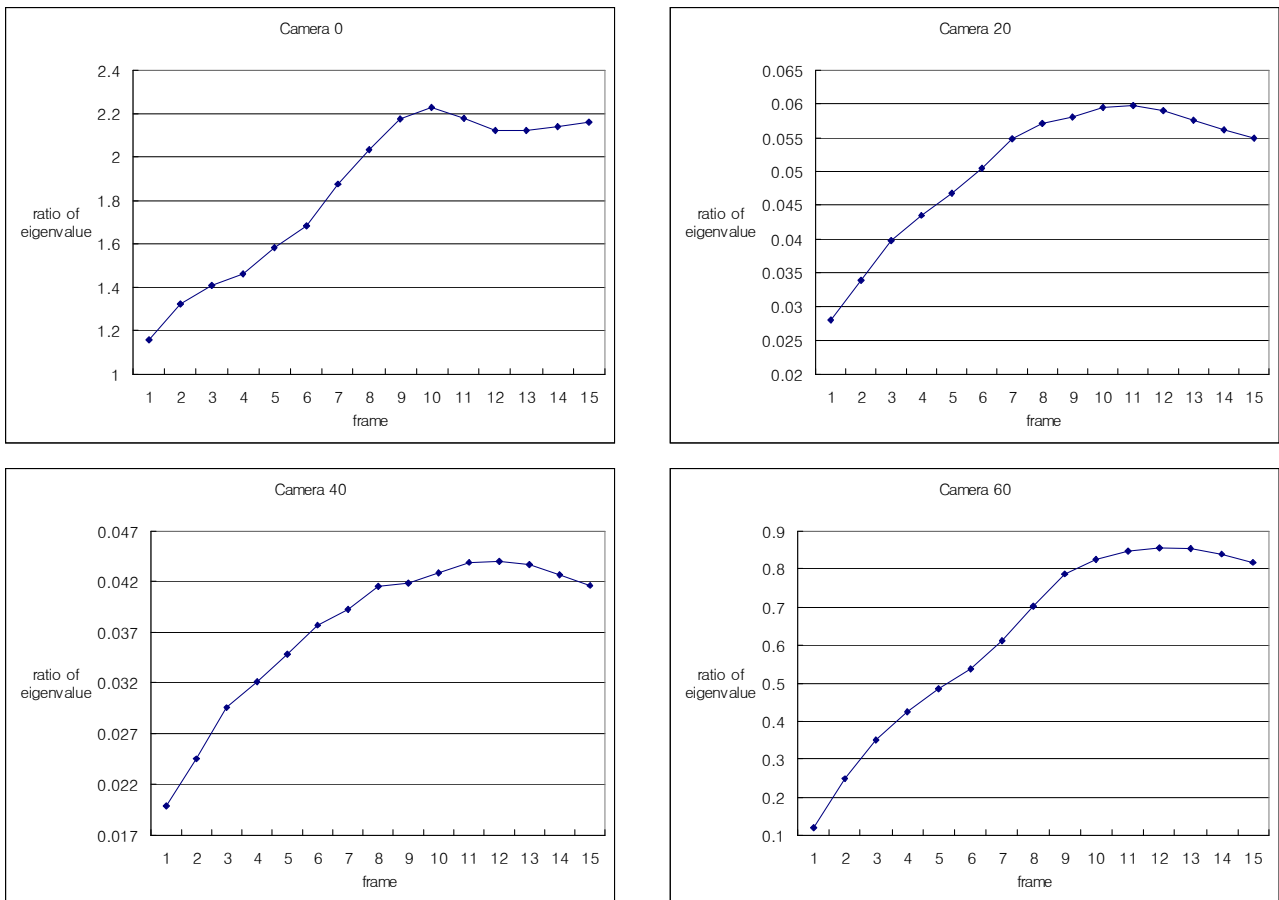 Camera 0
2.4
2.2
2
1.8
1.6
1.4
1.2
1
ratio of
eigenvalue
1 2 3 4 5 6 7 8 9 10 11 12 13 14 15
frame
Camera 20
0.065
0.06
0.055
0.05
0.045
0.04
0.035
0.03
0.025
0.02
ratio of
eigenvalue
1 2 3 4 5 6 7 8 9 10 11 12 13 14 15
frame
Camera 40
0.047
0.042
0.037
0.032
0.027
0.022
0.017
ratio of
eigenvalue
1 2 3 4 5 6 7 8 9 10 11 12 13 14 15
frame
Camera 60
0.9
0.8
0.7
0.6
0.5
0.4
0.3
0.2
0.1
ratio of
eigenvalue
1 2 3 4 5 6 7 8 9 10 11 12 13 14 15
frame